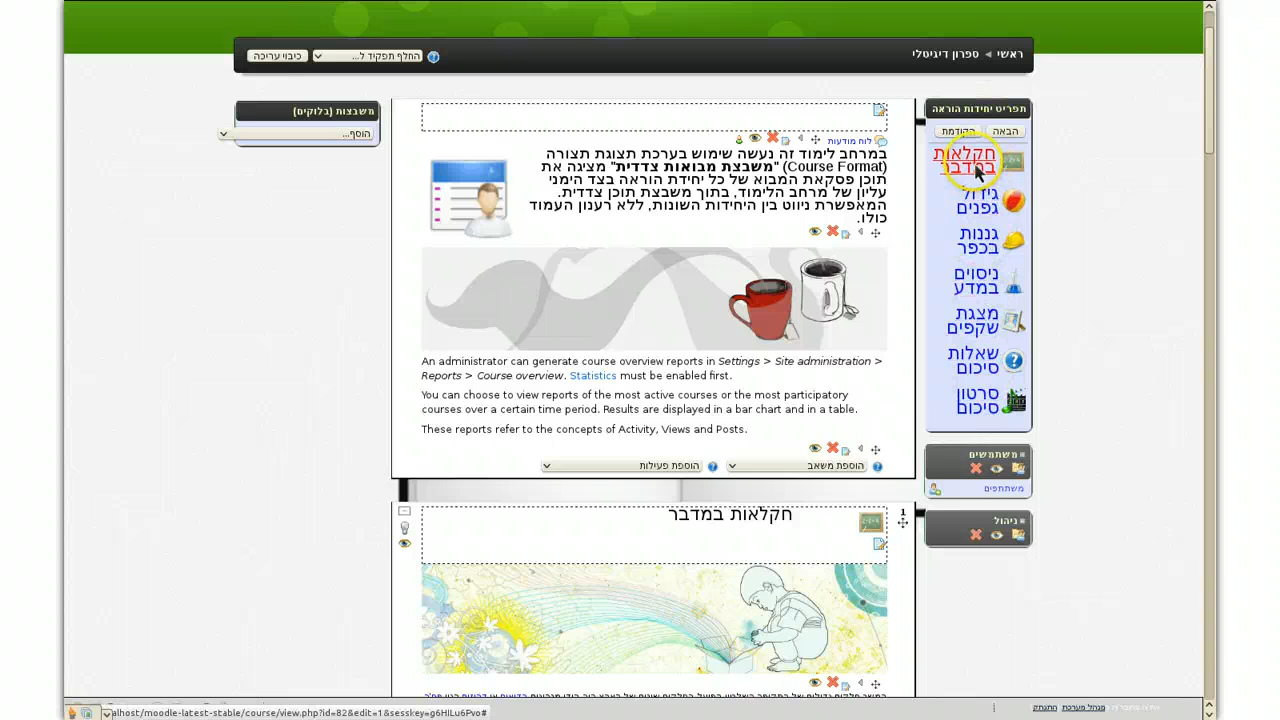 ראשי ◄ ספרון דיגיטלי
החלף תפקיד ל...
כיבוי עריכה
תפריט יחידות הוראה
הבאה
הקודמת
חקלאות במדבר
גידול
גפנים
גננות
בכפר
ניסוים
במדע
מצגת
שקפים
שאלות
סיכום
סרטון
סיכום
משתמשים
משתתפים
ניהול
לוח מודעות
במרחב לימוד זה נעשה שימוש בערכת תצוגת תצורה
(Course Format) "משבצת מבואות צדדית" מציגה את
תוכן פסקאת המבוא של כל יחידת הוראה בצד הימני
עליון של מרחב הלימוד, בתוך משבצת תוכן צדדית.
המאפשרת ניווט בין היחידות השונות, ללא רענון העמוד
כולו.
An administrator can generate course overview reports in Settings > Site administration >
Reports > Course overview. Statistics must be enabled first.
You can choose to view reports of the most active courses or the most participatory
courses over a certain time period. Results are displayed in a bar chart and in a table.
These reports refer to the concepts of Activity, Views and Posts.
הוספת משאב
הוספת פעילות
1
חקלאות במדבר
משבצות (בלוקים)
הוסף...
alhost/moodle-latest-stable/course/view.php?id=82&edit=1&sesskey=g6HILu6Pvo#
מנהל מערכת
התנתק